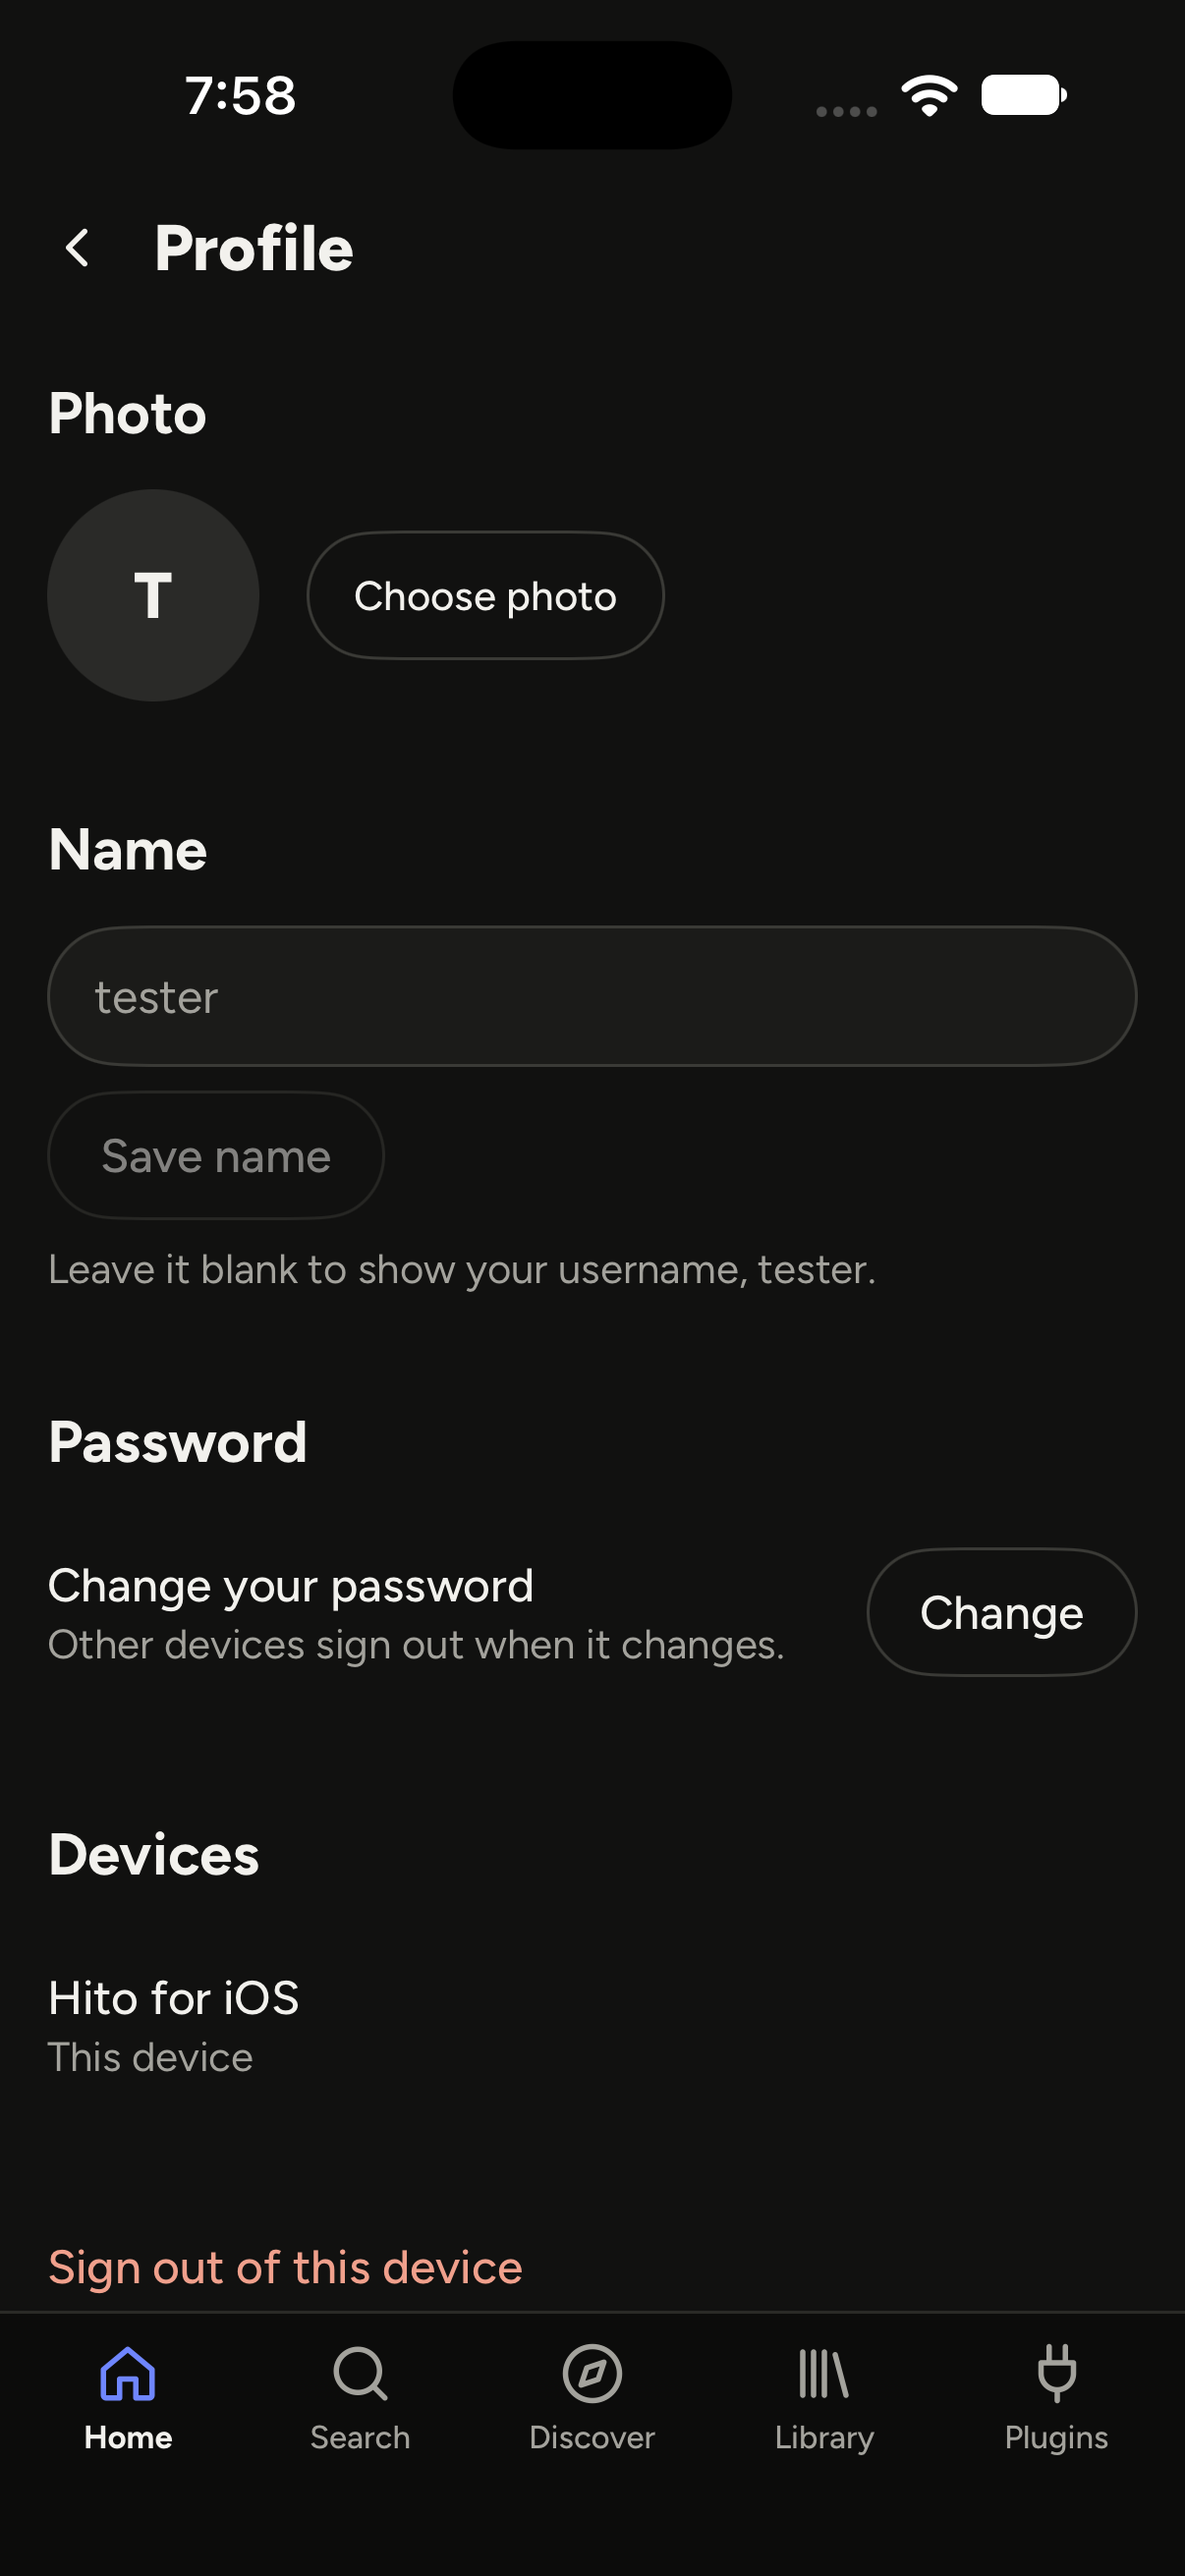 7:58
Profile
Photo
T
Choose photo
Name
tester
Save name
Leave it blank to show your username, tester.
Password
Change your password
Other devices sign out when it changes.
Change
Devices
Hito for iOS
This device
Sign out of this device
Home
Search
Discover
Library
Plugins